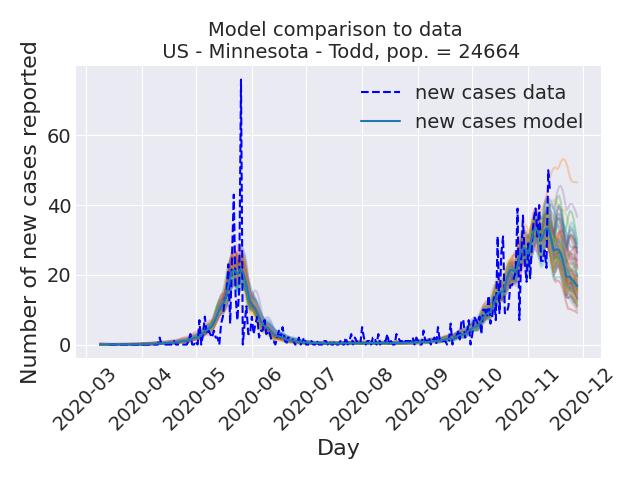 Model comparison to data
US - Minnesota - Todd, pop. = 24664
Number of new cases reported
60
40
20
0
new cases data
new cases model
2020-03
2020-04
2020-05
2020-06
2020-07
2020-08
2020-09
2020-10
2020-11
2020-12
Day